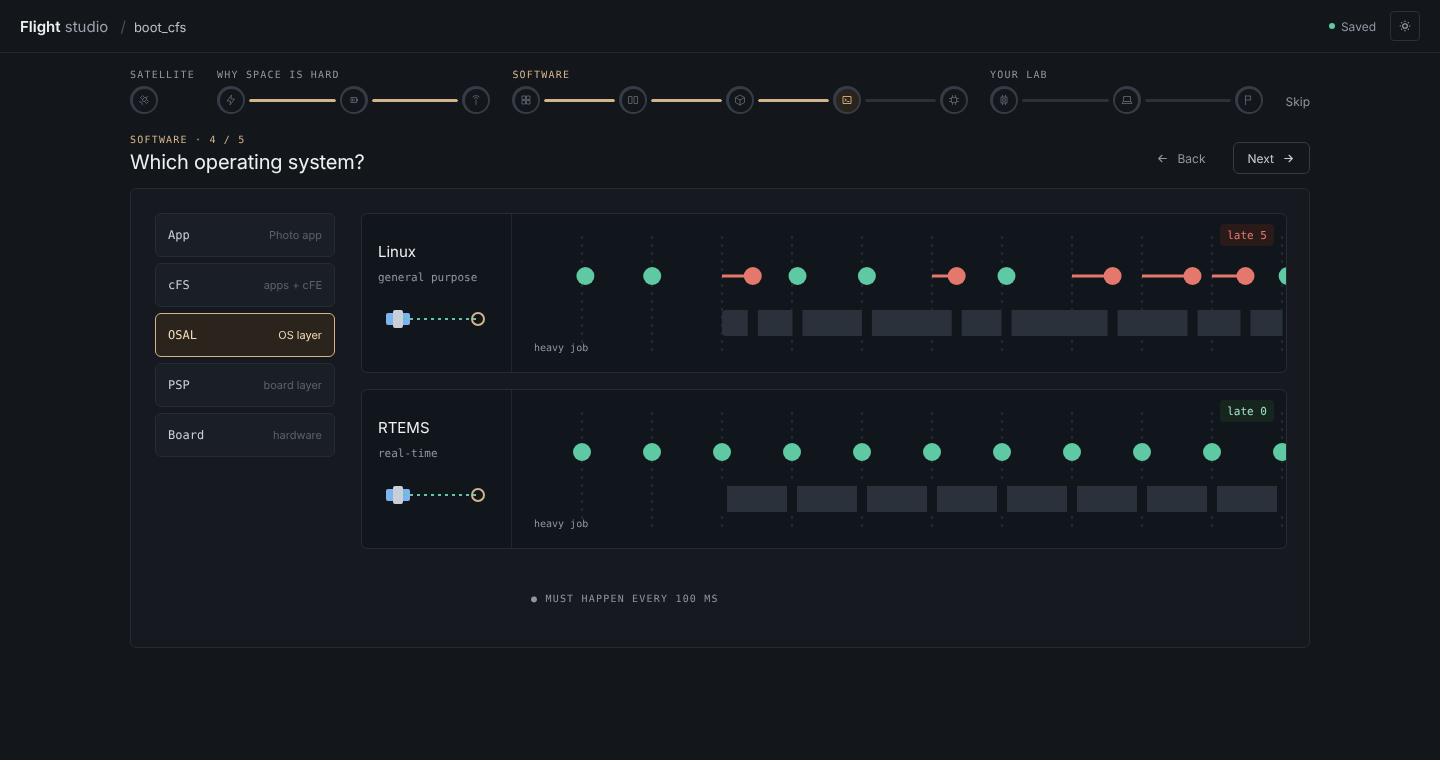 Flight studio / boot_cfs
Saved
SATELLITE
WHY SPACE IS HARD
SOFTWARE
YOUR LAB
Skip
SOFTWARE · 4 / 5
Which operating system?
← Back
Next →
App Photo app
cFS apps + cFE
OSAL OS layer
PSP board layer
Board hardware
Linux
general purpose
late 5
heavy job
RTEMS
real-time
late 0
heavy job
MUST HAPPEN EVERY 100 MS